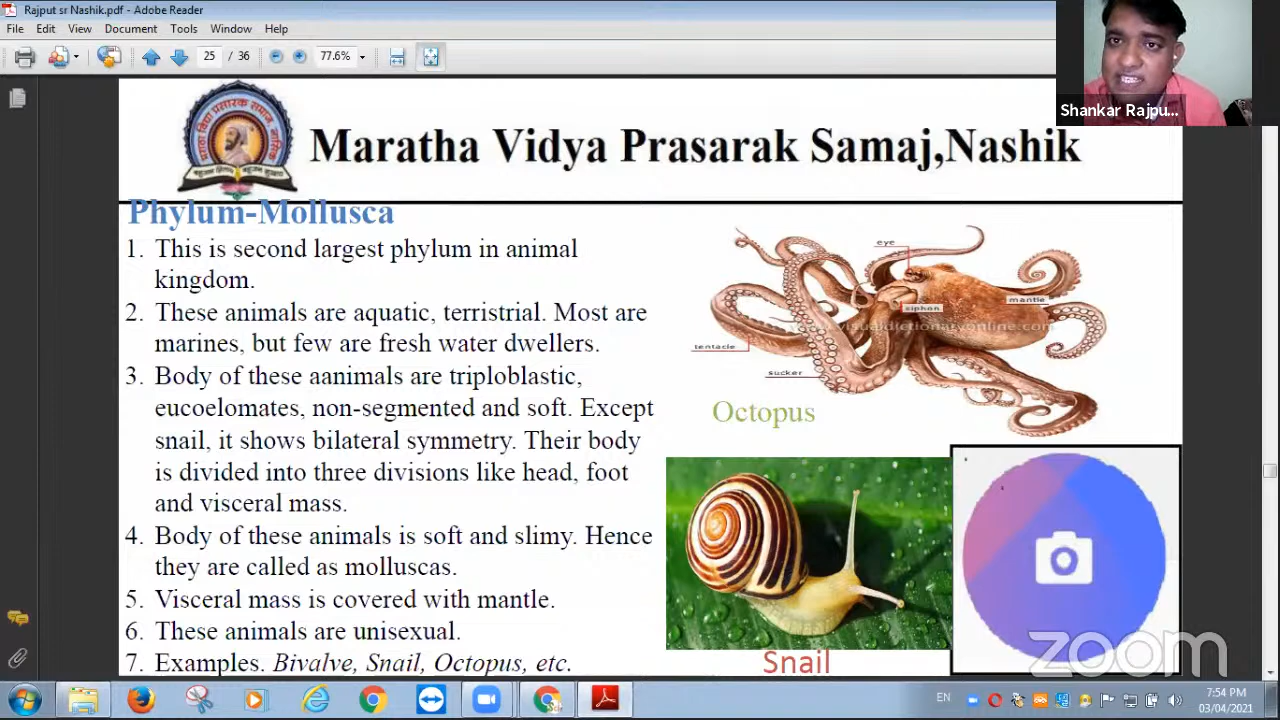 Rajput sr Nashik.pdf - Adobe Reader
File Edit View Document Tools Window Help
25 / 36 77.6%
Shankar Rajpu...
Maratha Vidya Prasarak Samaj,Nashik
Phylum-Mollusca
1. This is second largest phylum in animal
kingdom.
2. These animals are aquatic, terristrial. Most are
marines, but few are fresh water dwellers.
3. Body of these aanimals are triploblastic,
eucoelomates, non-segmented and soft. Except
snail, it shows bilateral symmetry. Their body
is divided into three divisions like head, foot
and visceral mass.
4. Body of these animals is soft and slimy. Hence
they are called as molluscas.
5. Visceral mass is covered with mantle.
6. These animals are unisexual.
7. Examples. Bivalve, Snail, Octopus, etc.
eye
mantle
siphon
visualdictionaryonline.com
tentacle
sucker
Octopus
Snail
zoom
EN
7:54 PM
03/04/2021